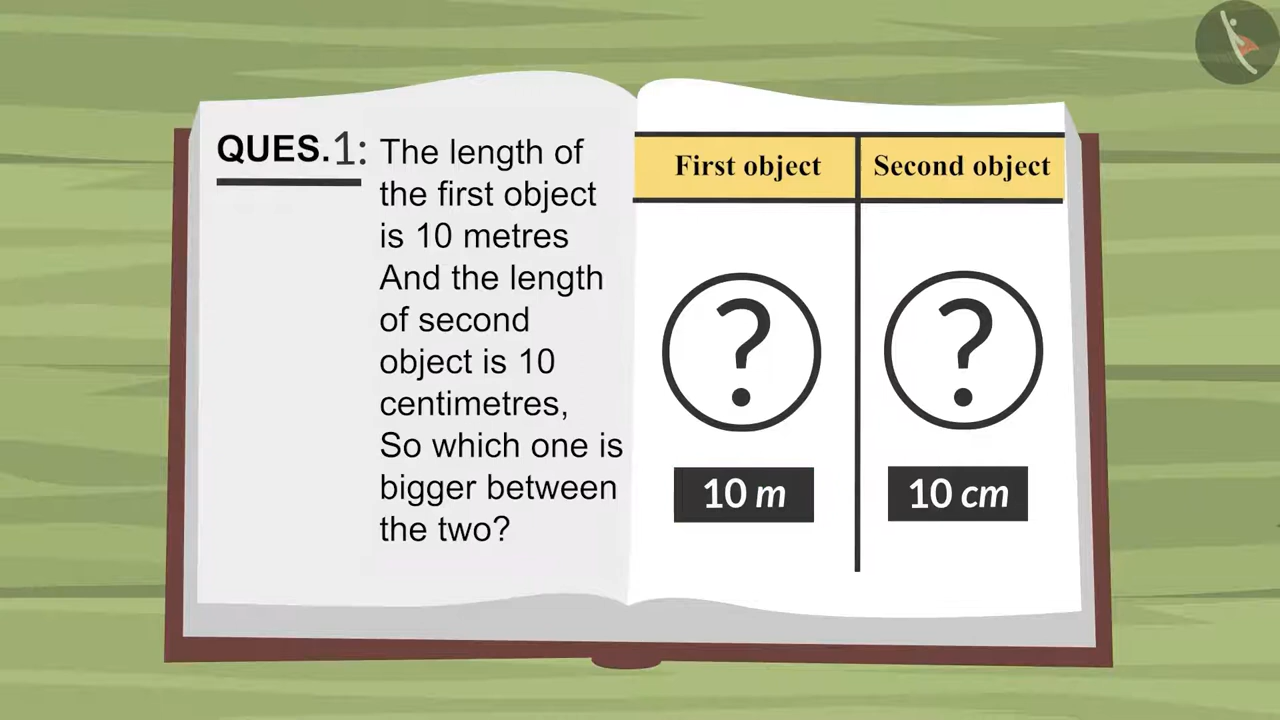 QUES.1: The length of
the first object
is 10 metres
And the length
of second
object is 10
centimetres,
So which one is
bigger between
the two?
First object
Second object
?
?
10 m
10 cm